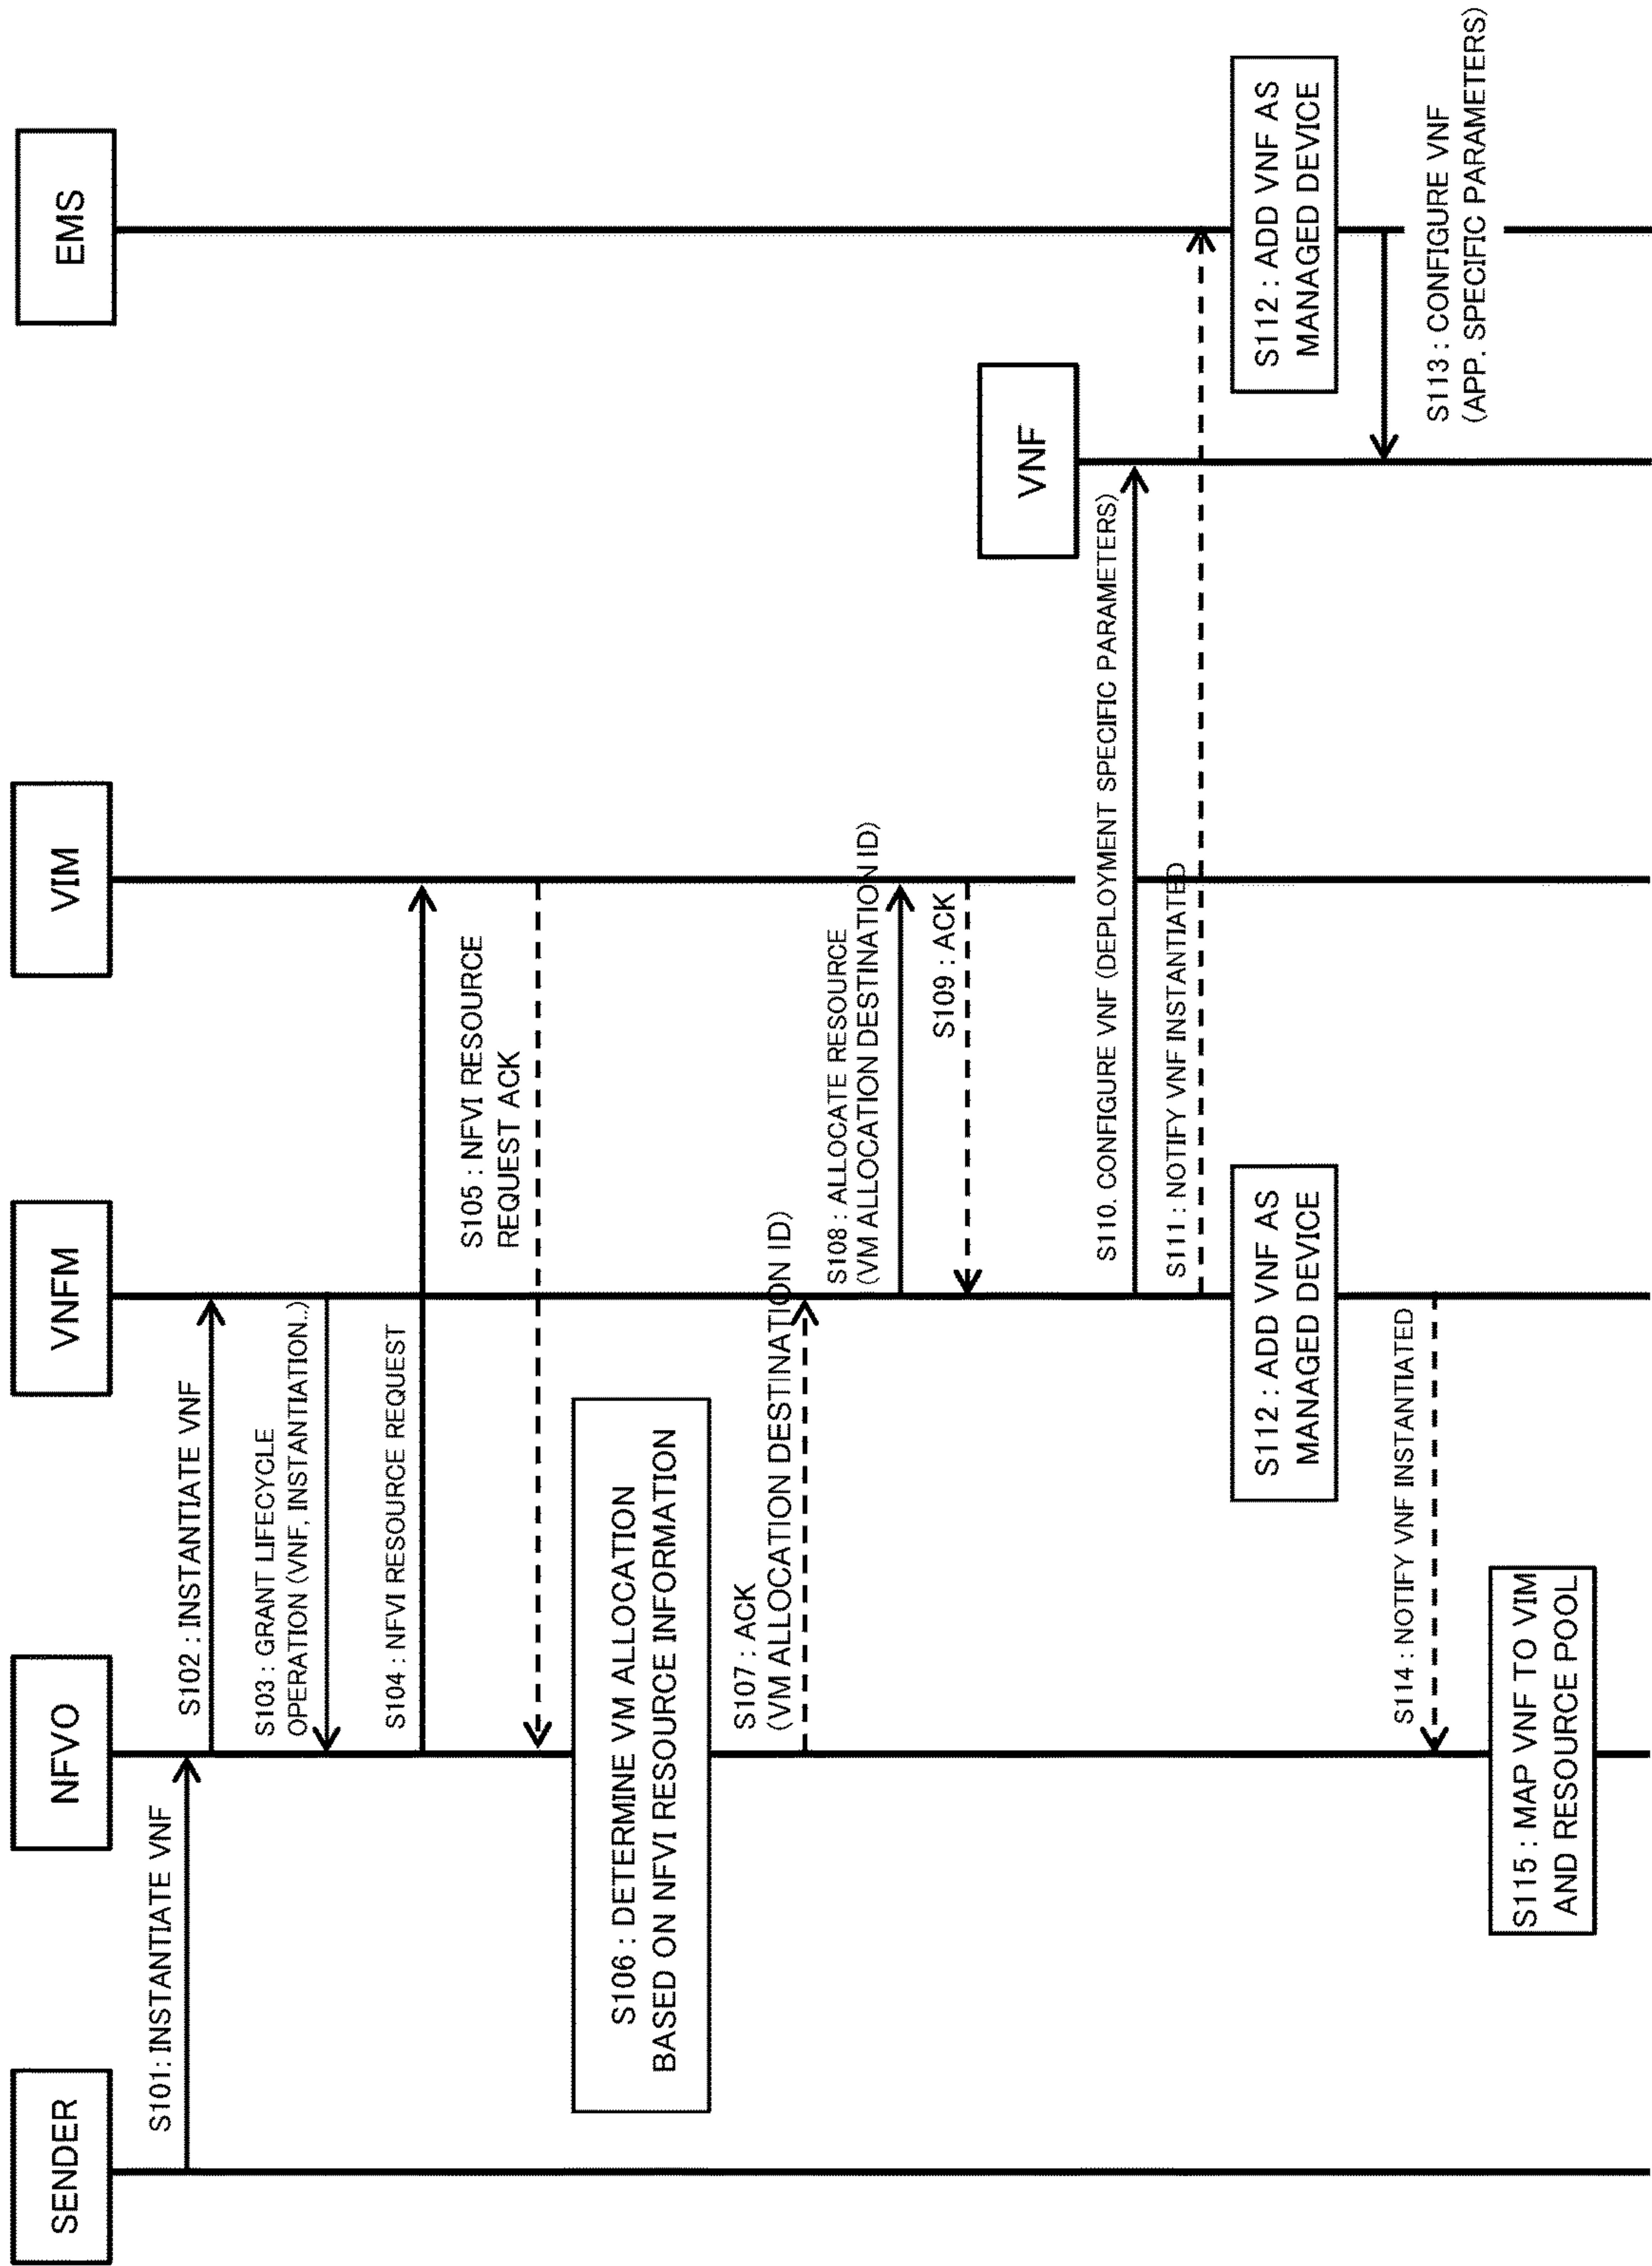 SENDER
NFVO
VNFM
VIM
EMS
S101: INSTANTIATE VNF
S102 : INSTANTIATE VNF
S103 : GRANT LIFECYCLE
OPERATION (VNF, INSTANTIATION..)
S104 : NFVI RESOURCE REQUEST
S105 : NFVI RESOURCE
REQUEST ACK
S106 : DETERMINE VM ALLOCATION
BASED ON NFVI RESOURCE INFORMATION
S107 : ACK
(VM ALLOCATION DESTINATION ID)
S108 : ALLOCATE RESOURCE
(VM ALLOCATION DESTINATION ID)
S109 : ACK
VNF
S110. CONFIGURE VNF (DEPLOYMENT SPECIFIC PARAMETERS)
S111 : NOTIFY VNF INSTANTIATED
S112 : ADD VNF AS
MANAGED DEVICE
S112 : ADD VNF AS
MANAGED DEVICE
S113 : CONFIGURE VNF
(APP. SPECIFIC PARAMETERS)
S114 : NOTIFY VNF INSTANTIATED
S115 : MAP VNF TO VIM
AND RESOURCE POOL